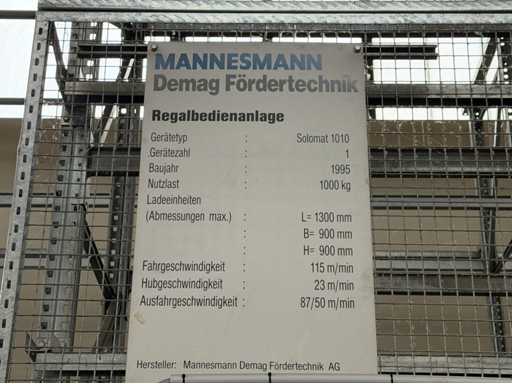 MANNESMANN
Demag Fördertechnik
Regalbedienanlage
Gerätetyp : Solomat 1010
.Gerätezahl : 1
Baujahr : 1995
Nutzlast : 1000 kg
Ladeeinheiten
(Abmessungen max.) : L= 1300 mm
: B= 900 mm
: H= 900 mm
Fahrgeschwindigkeit : 115 m/min
Hubgeschwindigkeit : 23 m/min
Ausfahrgeschwindigkeit : 87/50 m/min
Hersteller: Mannesmann Demag Fördertechnik AG